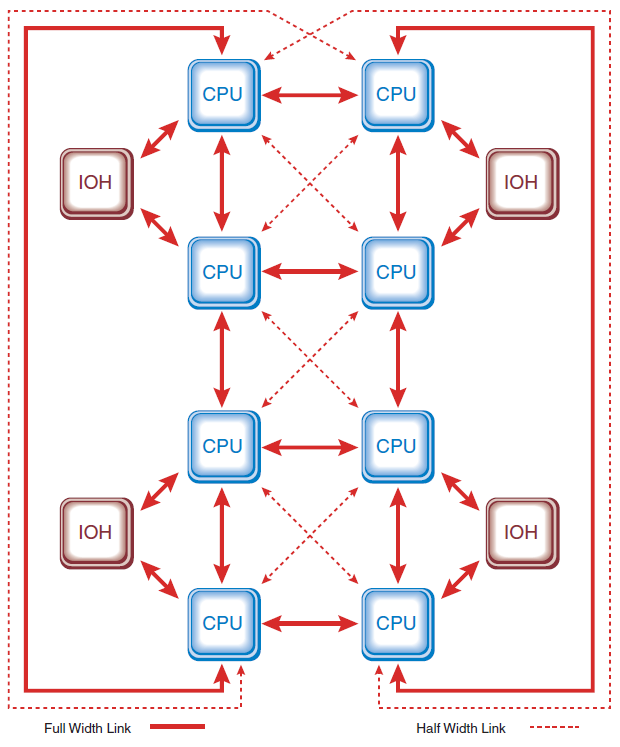 CPU
CPU
IOH
IOH
CPU
CPU
CPU
CPU
IOH
IOH
CPU
CPU
Full Width Link
Half Width Link